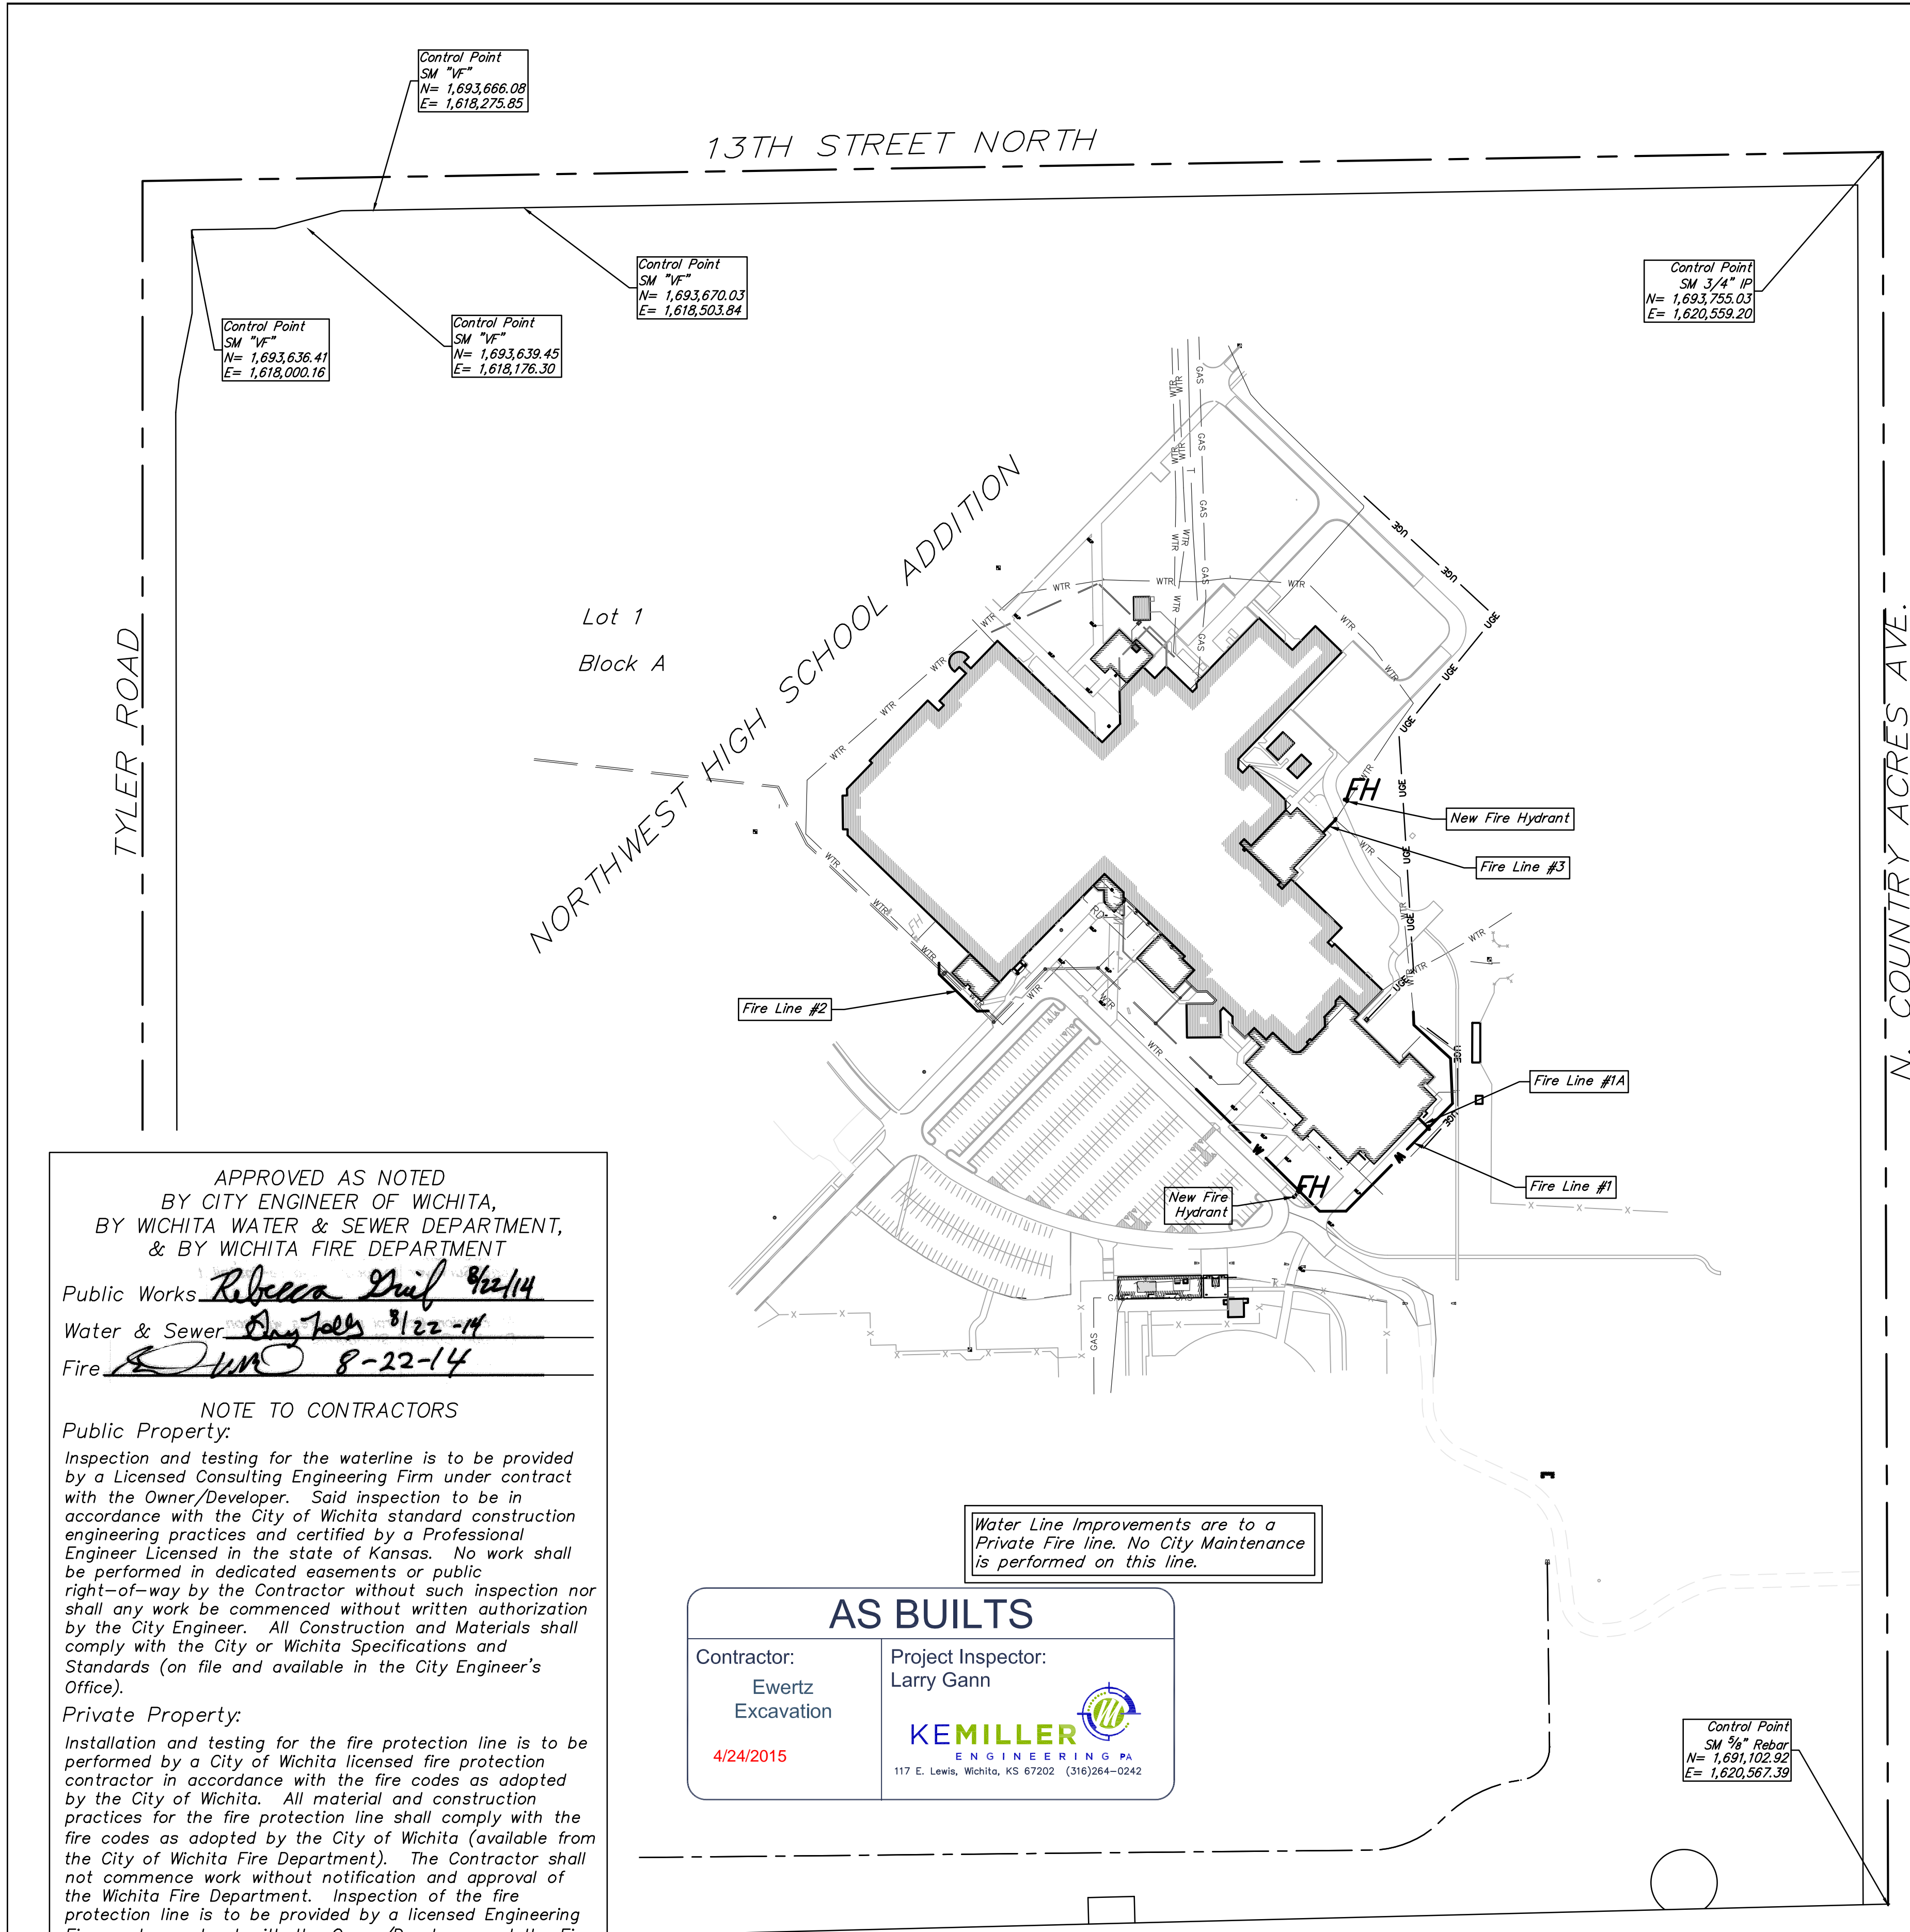 Control Point
SM "VF"
N= 1,693,666.08
E= 1,618,275.85
13TH STREET NORTH
Control Point
SM "VF"
N= 1,693,670.03
E= 1,618,503.84
Control Point
SM 3/4" IP
N= 1,693,755.03
E= 1,620,559.20
Control Point
SM "VF"
N= 1,693,636.41
E= 1,618,000.16
Control Point
SM "VF"
N= 1,693,639.45
E= 1,618,176.30
TYLER ROAD
Lot 1
Block A
NORTHWEST HIGH SCHOOL ADDITION
N. COUNTRY ACRES AVE.
WTR
GAS
T
UGE
FH
New Fire Hydrant
Fire Line #3
FH
RD
Fire Line #2
Fire Line #1A
Fire Line #1
W
W
FH
New Fire
Hydrant
X
GAS
APPROVED AS NOTED
BY CITY ENGINEER OF WICHITA,
BY WICHITA WATER & SEWER DEPARTMENT,
& BY WICHITA FIRE DEPARTMENT
Public Works Rebecca 8/22/14
Water & Sewer 8/22-14
Fire 8-22-14
NOTE TO CONTRACTORS
Public Property:
Inspection and testing for the waterline is to be provided
by a Licensed Consulting Engineering Firm under contract
with the Owner/Developer. Said inspection to be in
accordance with the City of Wichita standard construction
engineering practices and certified by a Professional
Engineer Licensed in the state of Kansas. No work shall
be performed in dedicated easements or public
right-of-way by the Contractor without such inspection nor
shall any work be commenced without written authorization
by the City Engineer. All Construction and Materials shall
comply with the City or Wichita Specifications and
Standards (on file and available in the City Engineer's
Office).
Private Property:
Installation and testing for the fire protection line is to be
performed by a City of Wichita licensed fire protection
contractor in accordance with the fire codes as adopted
by the City of Wichita. All material and construction
practices for the fire protection line shall comply with the
fire codes as adopted by the City of Wichita (available from
the City of Wichita Fire Department). The Contractor shall
not commence work without notification and approval of
the Wichita Fire Department. Inspection of the fire
protection line is to be provided by a licensed Engineering
Water Line Improvements are to a
Private Fire line. No City Maintenance
is performed on this line.
AS BUILTS
Contractor:
Ewertz
Excavation
4/24/2015
Project Inspector:
Larry Gann
KEMILLER
ENGINEERING PA
117 E. Lewis, Wichita, KS 67202 (316)264-0242
Control Point
SM 5/8" Rebar
N= 1,691,102.92
E= 1,620,567.39